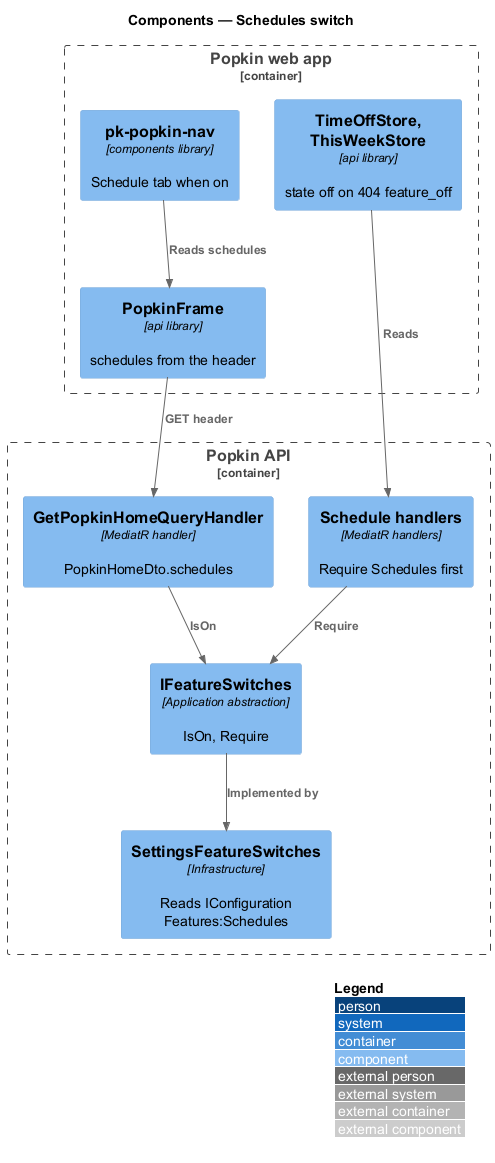 Components — Schedules switch
Popkin web app
[container]
pk-popkin-nav
[components library]
Schedule tab when on
TimeOffStore,
ThisWeekStore
[api library]
state off on 404 feature_off
Reads schedules
PopkinFrame
[api library]
schedules from the header
Reads
GET header
Popkin API
[container]
GetPopkinHomeQueryHandler
[MediatR handler]
PopkinHomeDto.schedules
Schedule handlers
[MediatR handlers]
Require Schedules first
IsOn
Require
IFeatureSwitches
[Application abstraction]
IsOn, Require
Implemented by
SettingsFeatureSwitches
[Infrastructure]
Reads IConfiguration
Features:Schedules
Legend
person
system
container
component
external person
external system
external container
external component